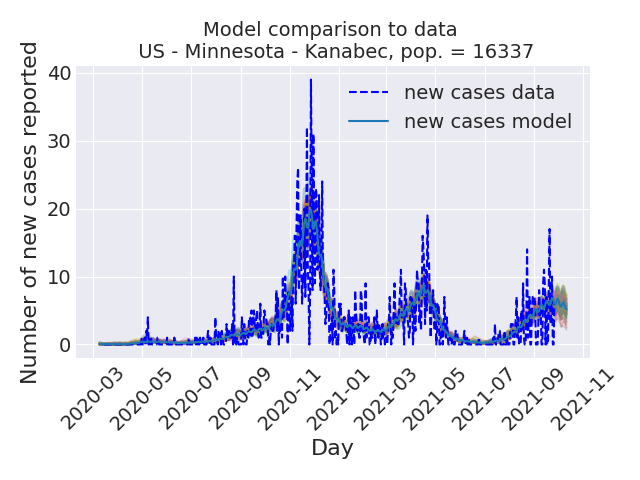 Model comparison to data
US - Minnesota - Kanabec, pop. = 16337
Number of new cases reported
40
30
20
10
0
new cases data
new cases model
2020-03
2020-05
2020-07
2020-09
2020-11
2021-01
2021-03
2021-05
2021-07
2021-09
2021-11
Day